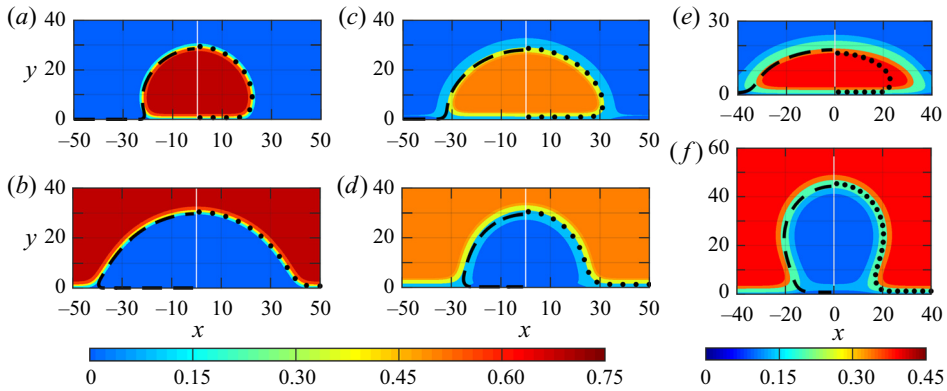 (a) (c) (e)
40 40 30
y 20 20
0 0 0
–50 –30 –10 10 30 50 –50 –30 –10 10 30 50 –40 –20 0 20 40
(b) (d) (f)
40 40 60
y 20 20 40
0 0 20
–50 –30 –10 10 30 50 –50 –30 –10 10 30 50 0
–40 –20 0 20 40
x x x
0 0.15 0.30 0.45 0.60 0.75 0 0.15 0.30 0.45